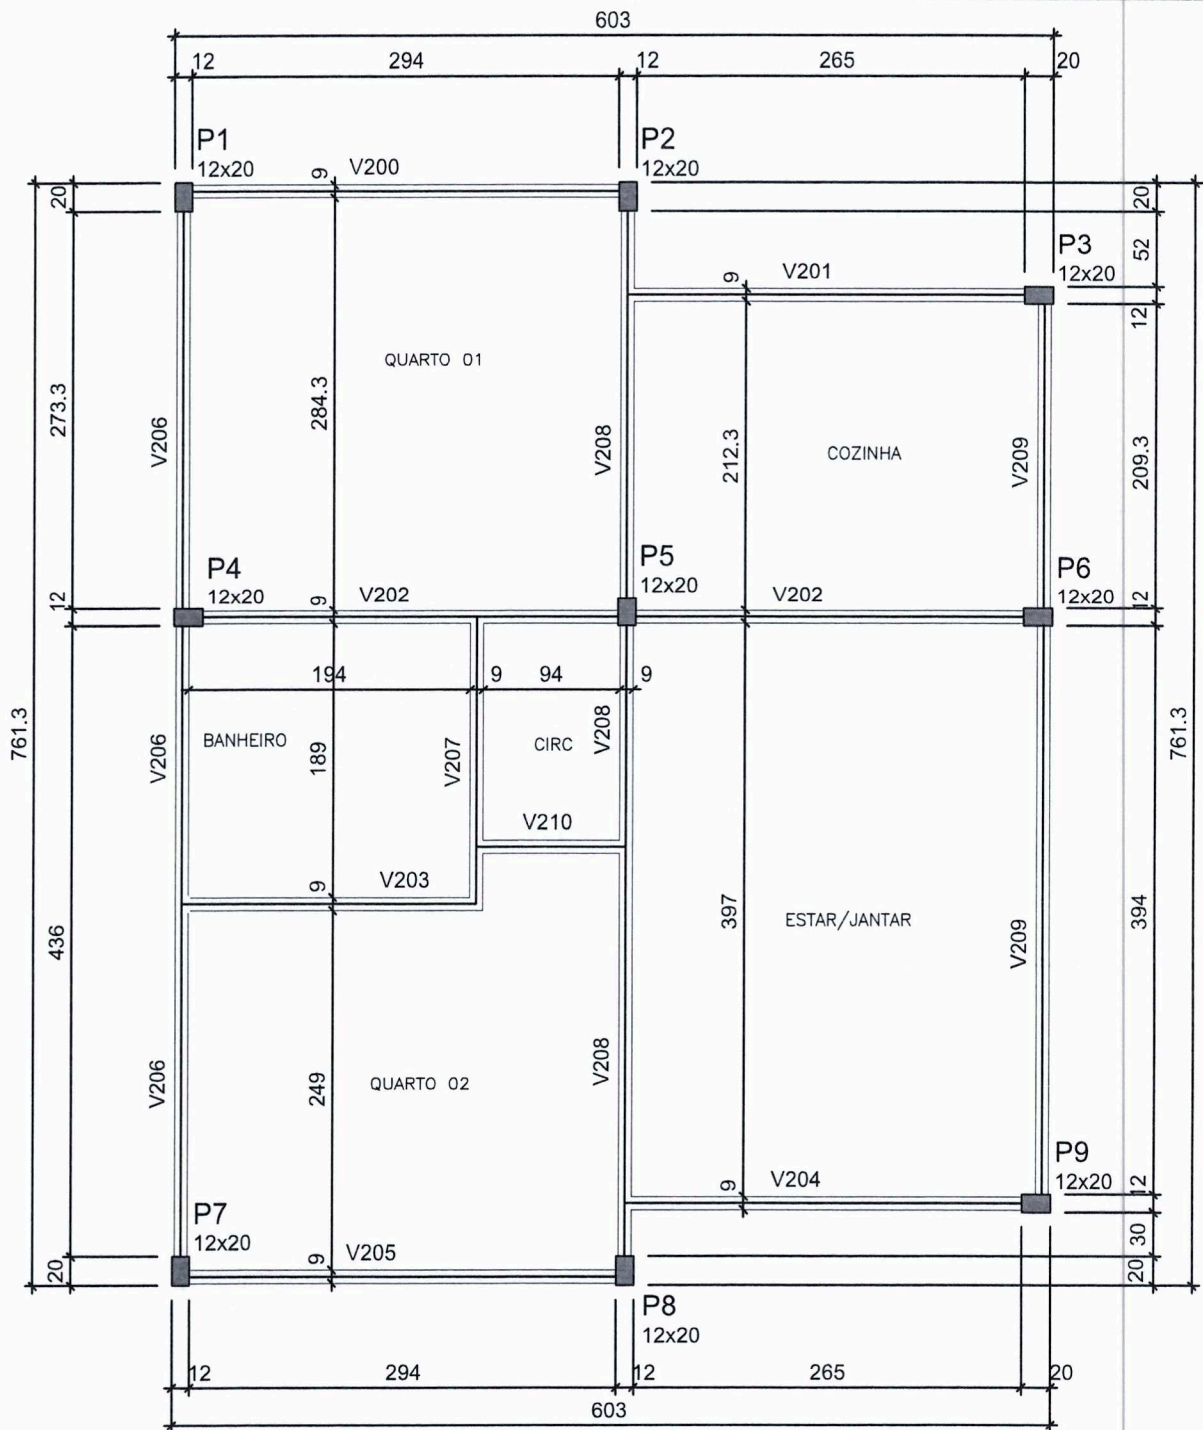 603
12 294 12 265 20
P1 P2
12x20 9 V200 12x20
20 20
P3
52
9 V201 12x20
12
QUARTO 01
273.3 284.3
V206 V208 212.3 COZINHA V209 209.3
P4 P5 P6
12 12x20 9 V202 12x20 V202 12x20 12
194 9 94 9
761.3 V206 BANHEIRO 189 V207 CIRC V208 761.3
V210
9 V203
436 397 ESTAR/JANTAR V209 394
V206 249 QUARTO 02 V208
P9
9 V204 12x20 12
P7
12x20 30
20 9 V205 20
P8
12x20
12 294 12 265 20
603